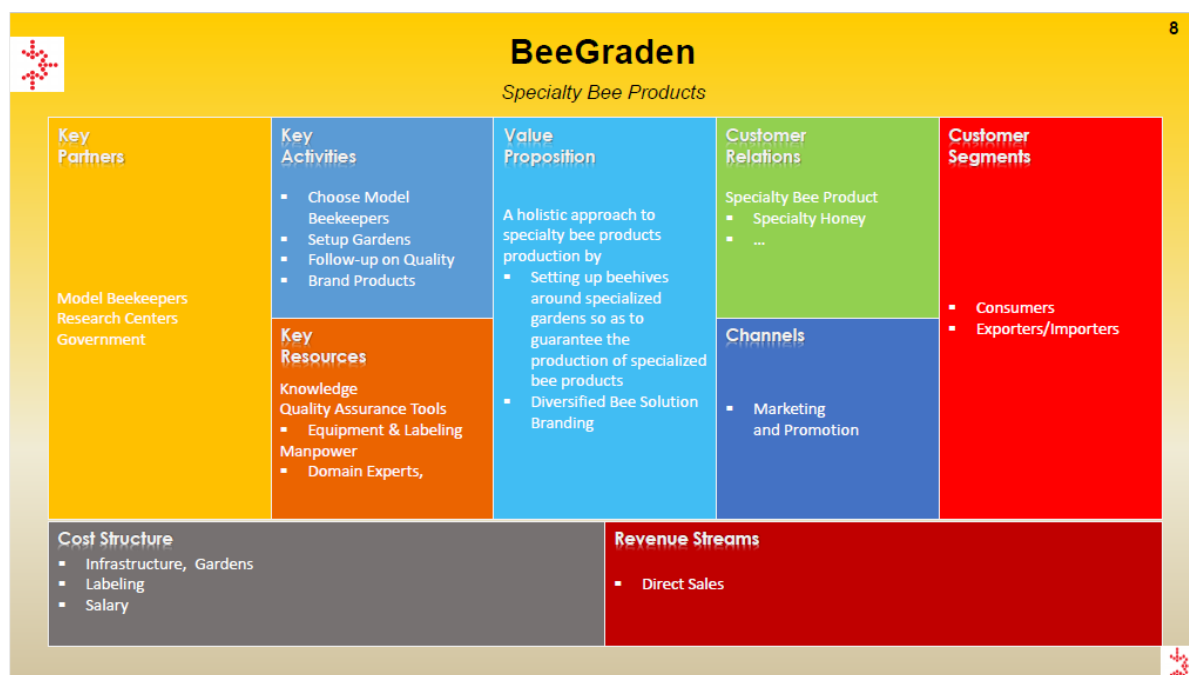 8
BeeGraden
Specialty Bee Products
Key
Partners
Model Beekeepers
Research Centers
Government
Key
Activities
▪ Choose Model
Beekeepers
▪ Setup Gardens
▪ Follow-up on Quality
▪ Brand Products
Key
Resources
Knowledge
Quality Assurance Tools
▪ Equipment & Labeling
Manpower
▪ Domain Experts,
Value
Proposition
A holistic approach to
specialty bee products
production by
▪ Setting up beehives
around specialized
gardens so as to
guarantee the
production of specialized
bee products
▪ Diversified Bee Solution
Branding
Customer
Relations
Specialty Bee Product
▪ Specialty Honey
▪ ...
Channels
▪ Marketing
and Promotion
Customer
Segments
▪ Consumers
▪ Exporters/Importers
Cost Structure
▪ Infrastructure, Gardens
▪ Labeling
▪ Salary
Revenue Streams
▪ Direct Sales